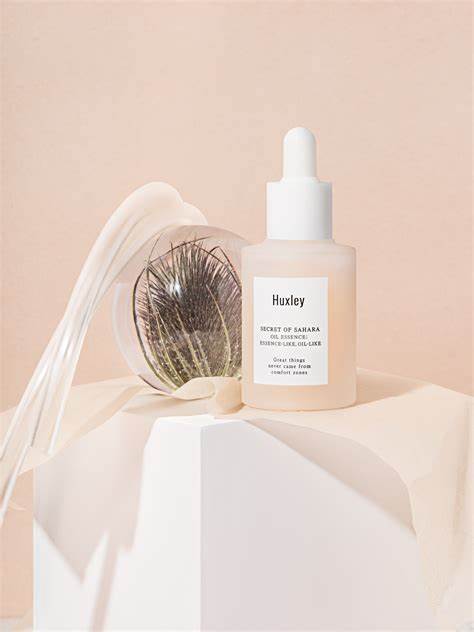 Huxley
SECRET OF SAHARA
OIL ESSENCE;
ESSENCE-LIKE, OIL-LIKE
Great things
never came from
comfort zones